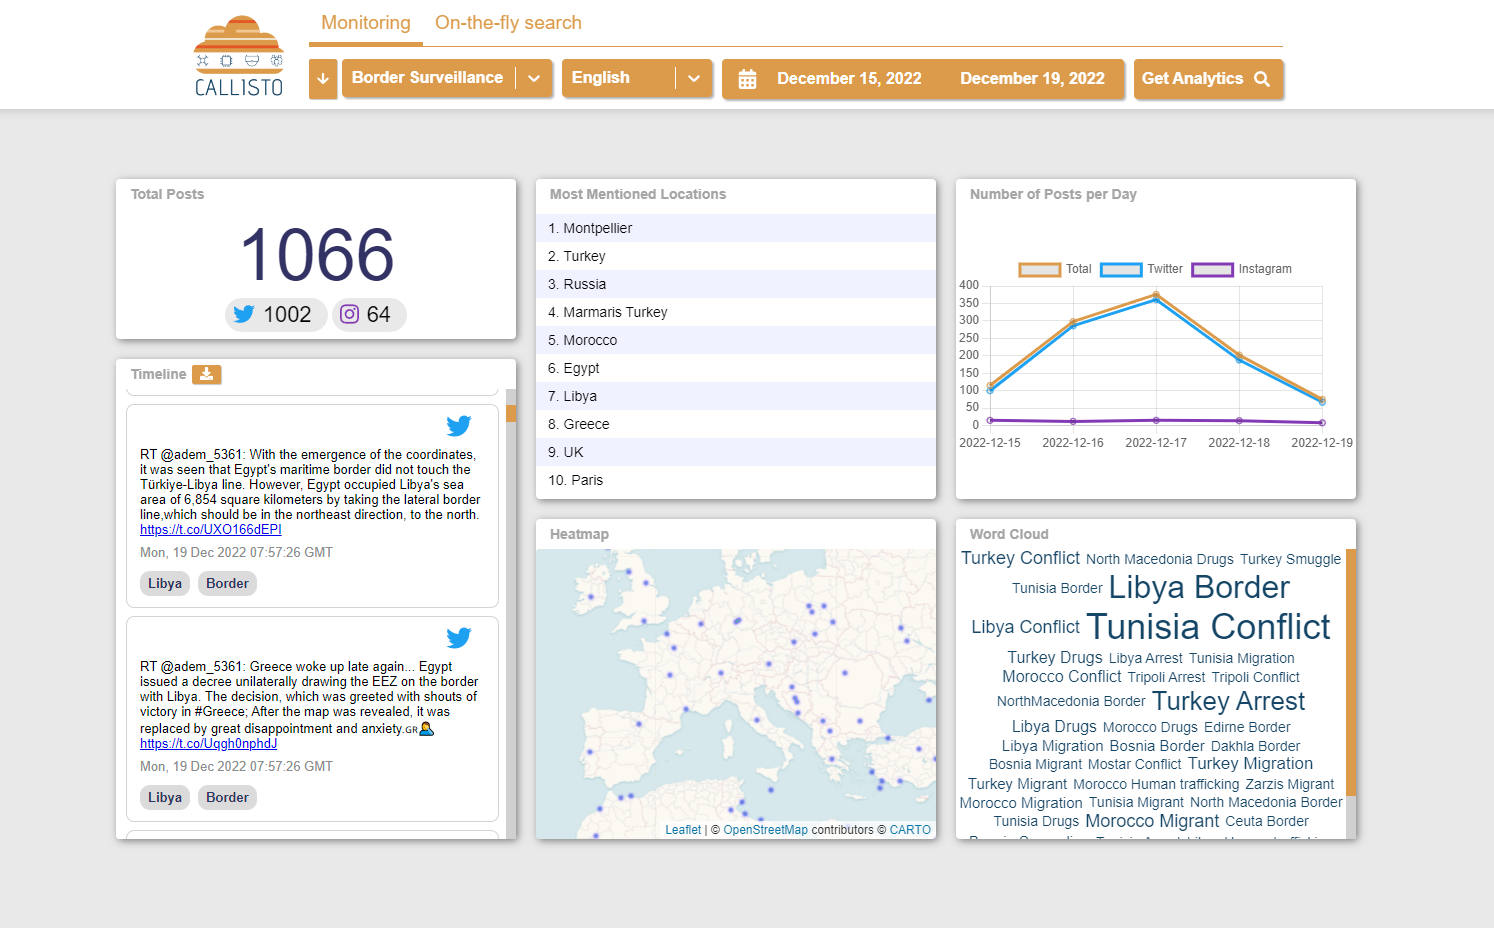 CALLISTO
Monitoring
On-the-fly search
Border Surveillance
English
December 15, 2022
December 19, 2022
Get Analytics
Total Posts
1066
1002
64
Timeline
RT @adem_5361: With the emergence of the coordinates,
it was seen that Egypt's maritime border did not touch the
Türkiye-Libya line. However, Egypt occupied Libya's sea
area of 6,854 square kilometers by taking the lateral border
line,which should be in the northeast direction, to the north.
https://t.co/UXO166dEPI
Mon, 19 Dec 2022 07:57:26 GMT
Libya Border
RT @adem_5361: Greece woke up late again... Egypt
issued a decree unilaterally drawing the EEZ on the border
with Libya. The decision, which was greeted with shouts of
victory in #Greece; After the map was revealed, it was
replaced by great disappointment and anxiety.GR
https://t.co/Uqgh0nphdJ
Mon, 19 Dec 2022 07:57:26 GMT
Libya Border
Most Mentioned Locations
1. Montpellier
2. Turkey
3. Russia
4. Marmaris Turkey
5. Morocco
6. Egypt
7. Libya
8. Greece
9. UK
10. Paris
Heatmap
Leaflet | © OpenStreetMap contributors © CARTO
Number of Posts per Day
Total Twitter Instagram
400
350
300
250
200
150
100
50
0
2022-12-15 2022-12-16 2022-12-17 2022-12-18 2022-12-19
Word Cloud
Turkey Conflict North Macedonia Drugs Turkey Smuggle
Tunisia Border Libya Border
Libya Conflict Tunisia Conflict
Turkey Drugs Libya Arrest Tunisia Migration
Morocco Conflict Tripoli Arrest Tripoli Conflict
NorthMacedonia Border Turkey Arrest
Libya Drugs Morocco Drugs Edirne Border
Libya Migration Bosnia Border Dakhla Border
Bosnia Migrant Mostar Conflict Turkey Migration
Turkey Migrant Morocco Human trafficking Zarzis Migrant
Morocco Migration Tunisia Migrant North Macedonia Border
Tunisia Drugs Morocco Migrant Ceuta Border